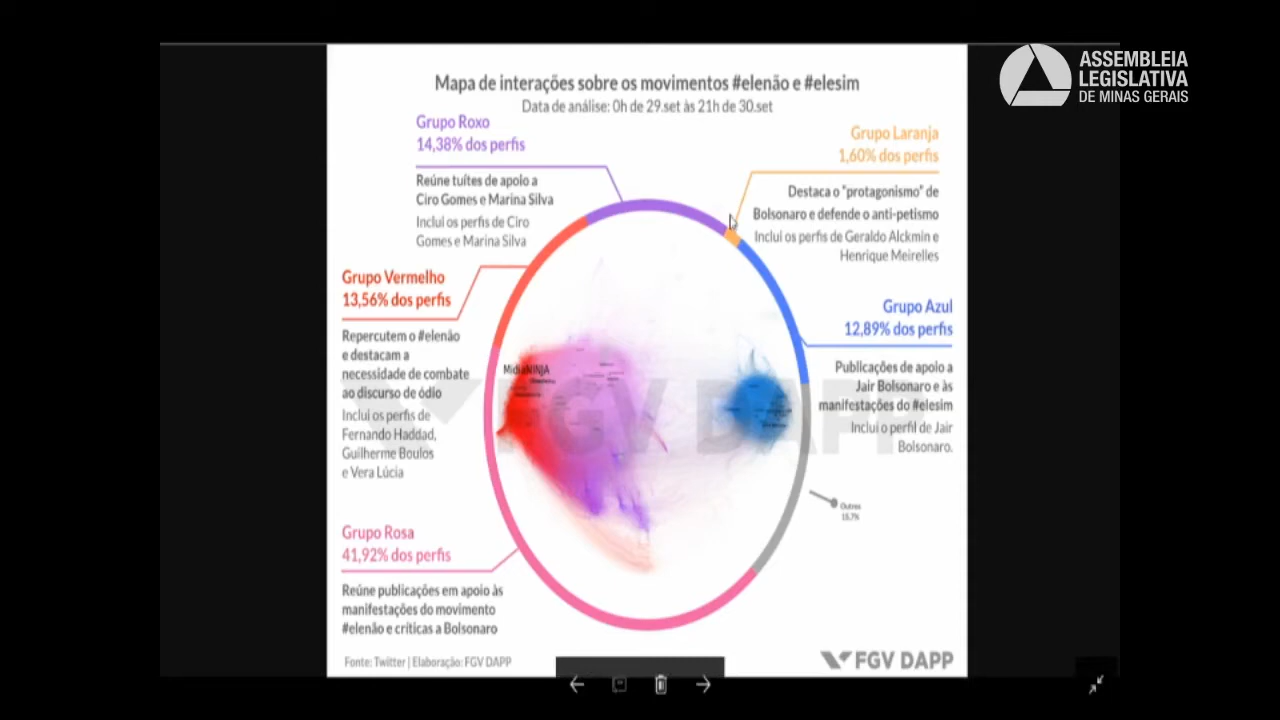 ASSEMBLEIA
LEGISLATIVA
DE MINAS GERAIS
Mapa de interações sobre os movimentos #elenão e #elesim
Data de análise: 0h de 29.set às 21h de 30.set
Grupo Roxo
14,38% dos perfis
Reúne tuítes de apoio a
Ciro Gomes e Marina Silva
Inclui os perfis de Ciro
Gomes e Marina Silva
Grupo Laranja
1,60% dos perfis
Destaca o "protagonismo" de
Bolsonaro e defende o anti-petismo
Inclui os perfis de Geraldo Alckmin e
Henrique Meirelles
Grupo Vermelho
13,56% dos perfis
Repercutem o #elenão
e destacam a
necessidade de combate
ao discurso de ódio
Inclui os perfis de
Fernando Haddad,
Guilherme Boulos
e Vera Lúcia
Grupo Azul
12,89% dos perfis
Publicações de apoio a
Jair Bolsonaro e às
manifestações do #elesim
Inclui o perfil de Jair
Bolsonaro.
MidiaNINJA
FGV DAPP
Outros
15,7%
Grupo Rosa
41,92% dos perfis
Reúne publicações em apoio às
manifestações do movimento
#elenão e críticas a Bolsonaro
Fonte: Twitter | Elaboração: FGV DAPP
FGV DAPP